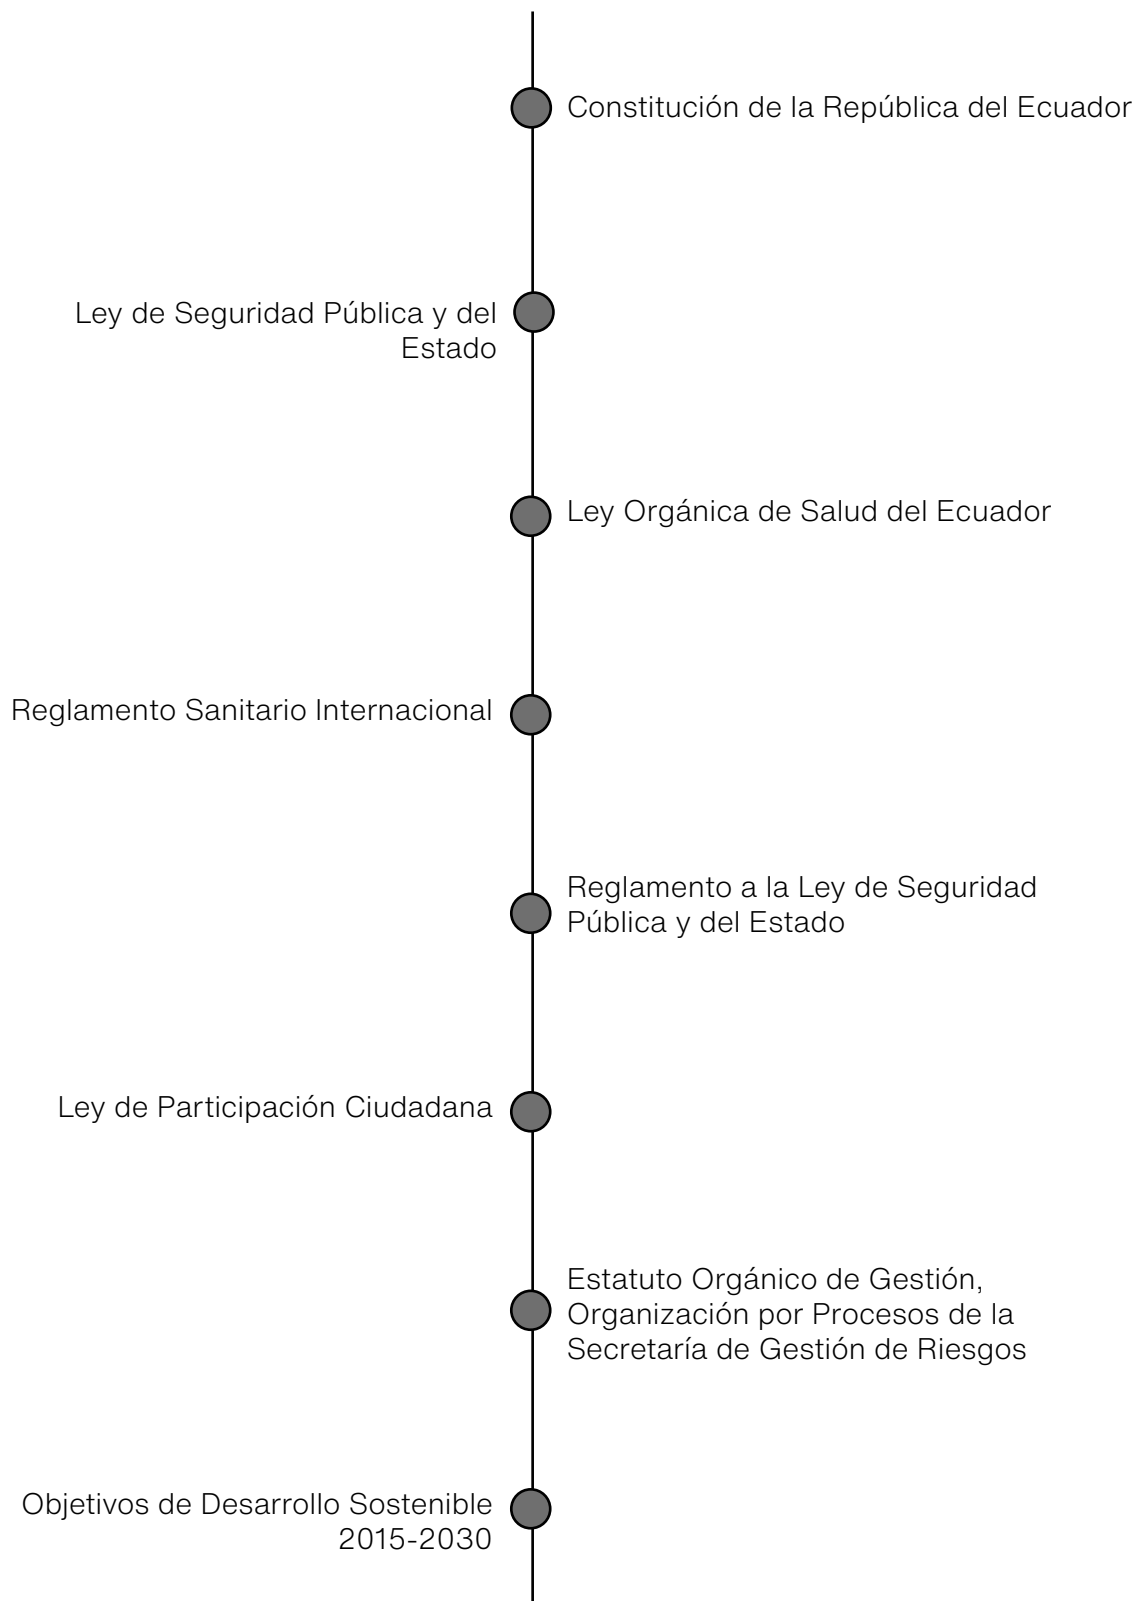 Constitución de la República del Ecuador
Ley de Seguridad Pública y del
Estado
Ley Orgánica de Salud del Ecuador
Reglamento Sanitario Internacional
Reglamento a la Ley de Seguridad
Pública y del Estado
Ley de Participación Ciudadana
Estatuto Orgánico de Gestión,
Organización por Procesos de la
Secretaría de Gestión de Riesgos
Objetivos de Desarrollo Sostenible
2015-2030